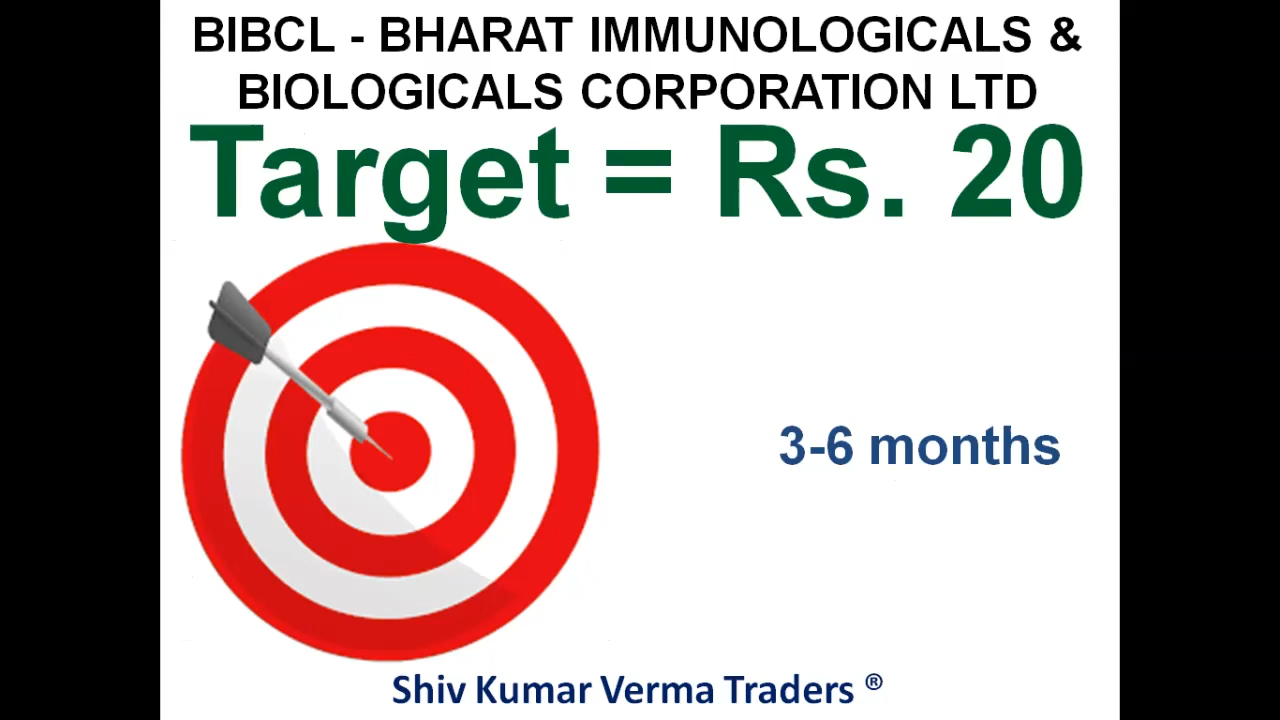 BIBCL - BHARAT IMMUNOLOGICALS &
BIOLOGICALS CORPORATION LTD
Target = Rs. 20
3-6 months
Shiv Kumar Verma Traders ®